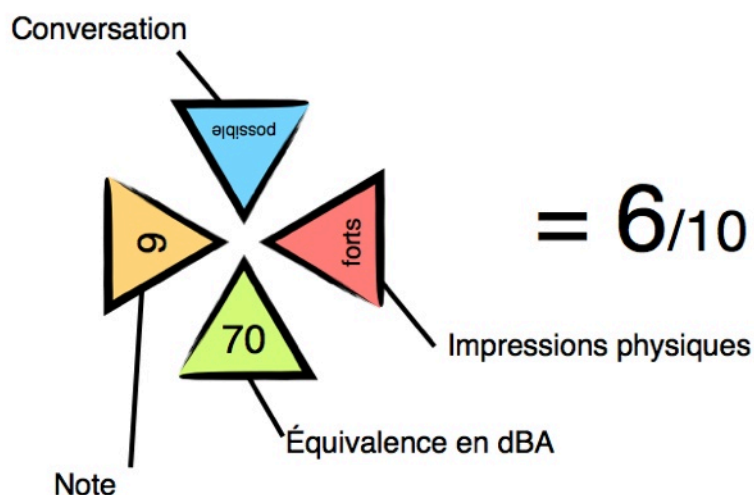 Conversation
possible
6
forts
= 6/10
70
Impressions physiques
Équivalence en dBA
Note